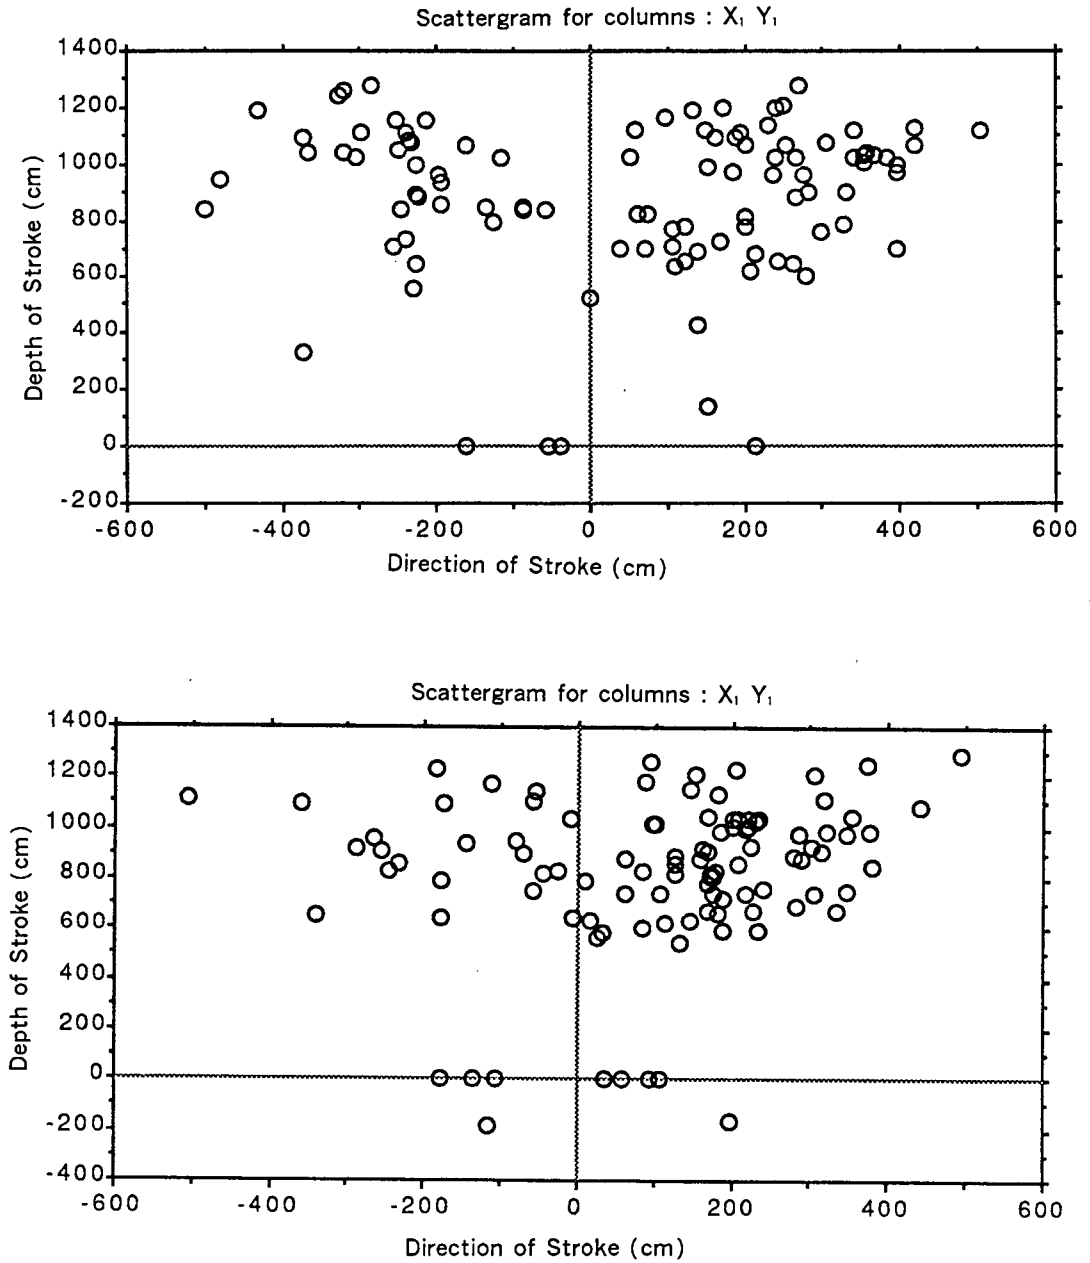 Scattergram for columns : X₁ Y₁
1400
1200
1000
800
600
400
200
0
-200
-600 -400 -200 0 200 400 600
Depth of Stroke (cm)
Direction of Stroke (cm)
Scattergram for columns : X₁ Y₁
1400
1200
1000
800
600
400
200
0
-200
-400
-600 -400 -200 0 200 400 600
Depth of Stroke (cm)
Direction of Stroke (cm)